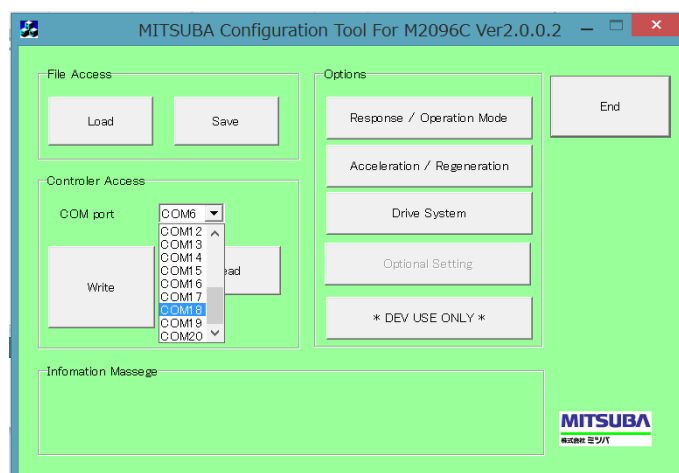 MITSUBA Configuration Tool For M2096C Ver2.0.0.2
File Access
Load
Save
Controler Access
COM port
COM6
COM12
COM13
COM14
COM15
COM16
COM17
COM18
COM19
COM20
Write
ead
Options
Response / Operation Mode
Acceleration / Regeneration
Drive System
Optional Setting
* DEV USE ONLY *
End
Infomation Massege
MITSUBA
株式会社 ミツバ